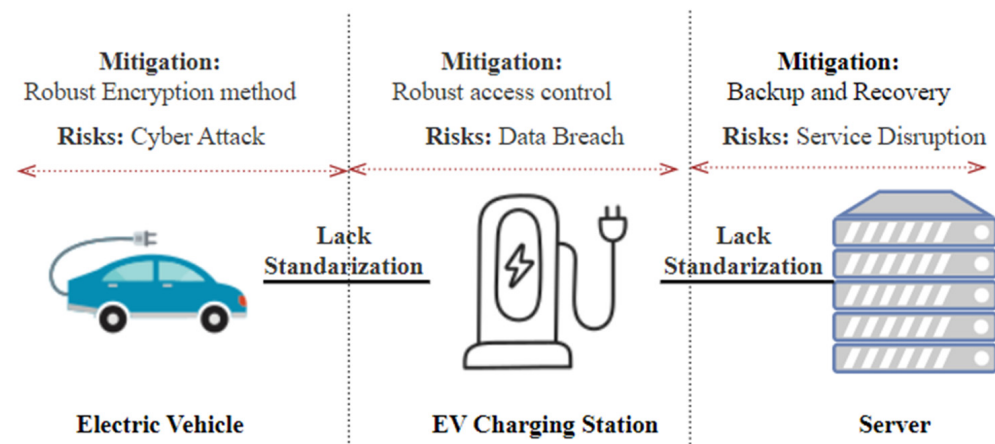 Mitigation:
Robust Encryption method
Risks: Cyber Attack
Mitigation:
Robust access control
Risks: Data Breach
Mitigation:
Backup and Recovery
Risks: Service Disruption
Lack
Standarization
Lack
Standarization
Electric Vehicle
EV Charging Station
Server